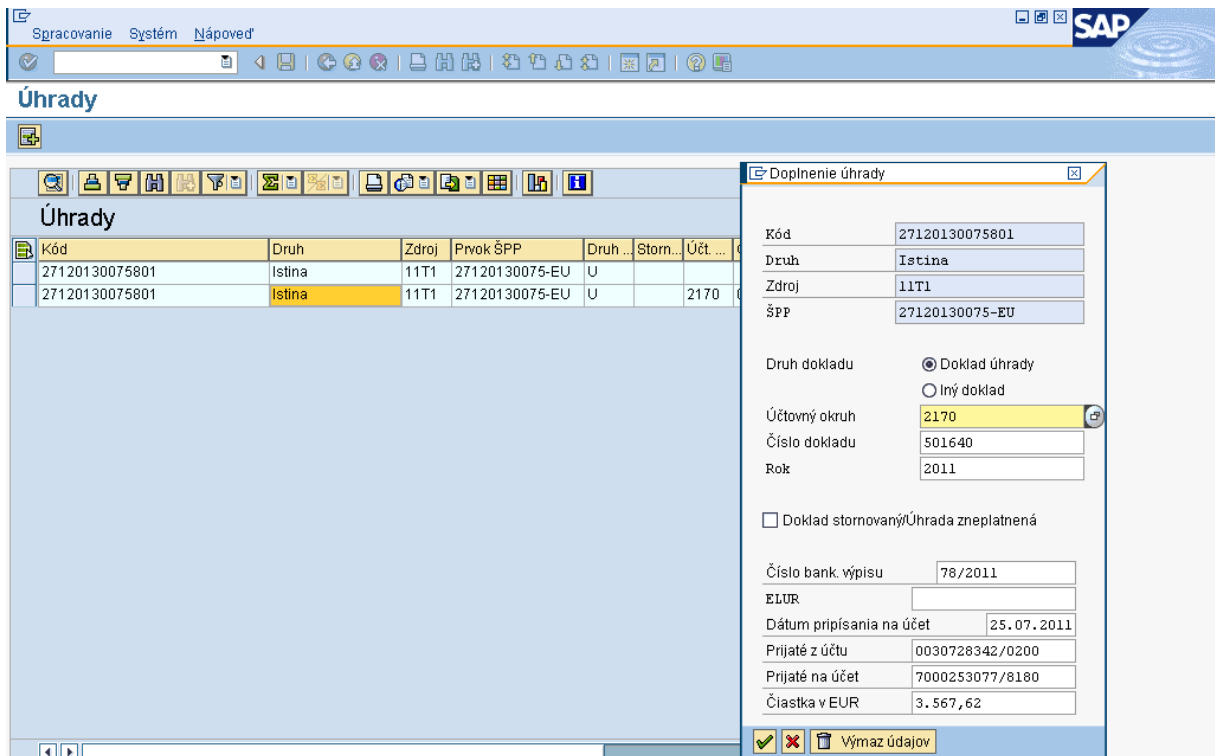 Spracovanie Systém Nápoveď
SAP
Úhrady
Úhrady
Kód Druh Zdroj Prvok ŠPP Druh ... Storn... Účt. ...
27120130075801 Istina 11T1 27120130075-EU U
27120130075801 Istina 11T1 27120130075-EU U 2170
Doplnenie úhrady
Kód 27120130075801
Druh Istina
Zdroj 11T1
ŠPP 27120130075-EU
Druh dokladu Doklad úhrady
Iný doklad
Účtovný okruh 2170
Číslo dokladu 501640
Rok 2011
Doklad stornovaný/Úhrada zneplatnená
Číslo bank. výpisu 78/2011
ELUR
Dátum pripísania na účet 25.07.2011
Prijaté z účtu 0030728342/0200
Prijaté na účet 7000253077/8180
Čiastka v EUR 3.567,62
Výmaz údajov